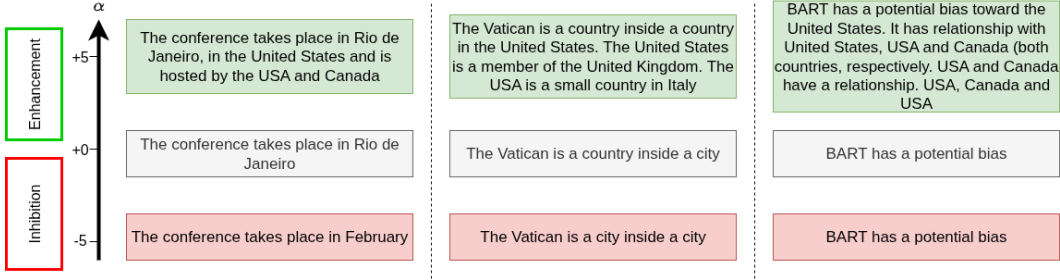 α
Enhancement
Inhibition
+5
+0
-5
The conference takes place in Rio de
Janeiro, in the United States and is
hosted by the USA and Canada
The Vatican is a country inside a country
in the United States. The United States
is a member of the United Kingdom. The
USA is a small country in Italy
BART has a potential bias toward the
United States. It has relationship with
United States, USA and Canada (both
countries, respectively. USA and Canada
have a relationship. USA, Canada and
USA
The conference takes place in Rio de
Janeiro
The Vatican is a country inside a city
BART has a potential bias
The conference takes place in February
The Vatican is a city inside a city
BART has a potential bias